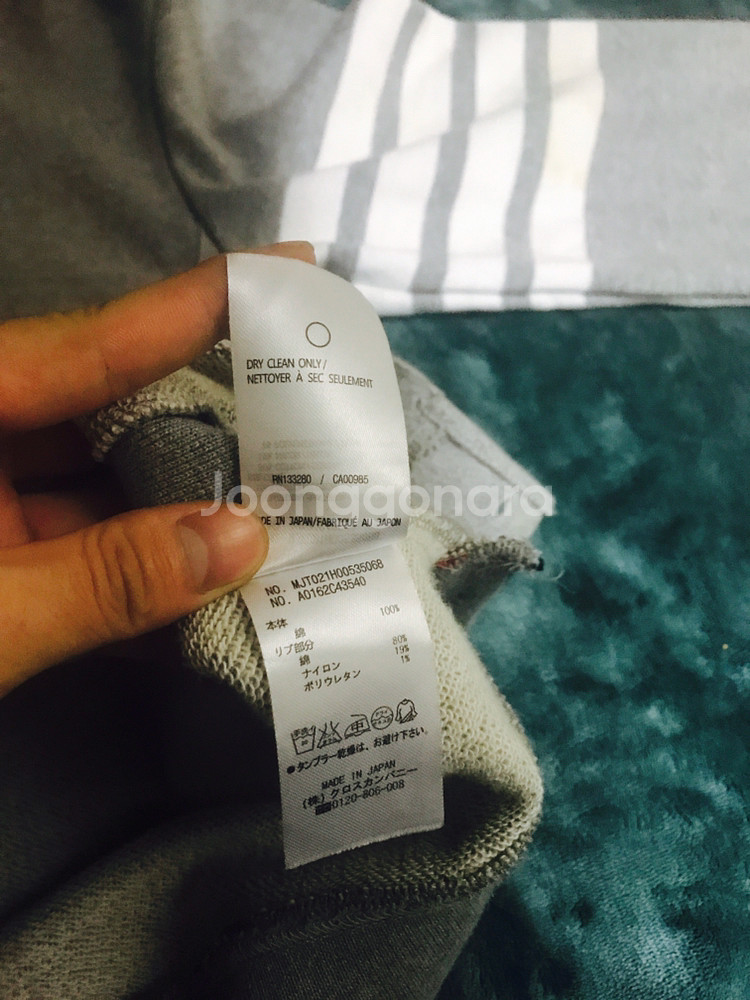 DRY CLEAN ONLY/
NETTOYER À SEC SEULEMENT
RN133280 / CA00985
Joonggonara
DE IN JAPAN/FABRIQUÉ AU JAPON
NO. MJT021H00535068
NO. A0162C43540
本体
綿 100%
リブ部分
綿 80%
ナイロン 19%
ポリウレタン 1%
●タンブラー乾燥は、お避け下さい。
MADE IN JAPAN
(株)クロスカンパニー
0120-806-008